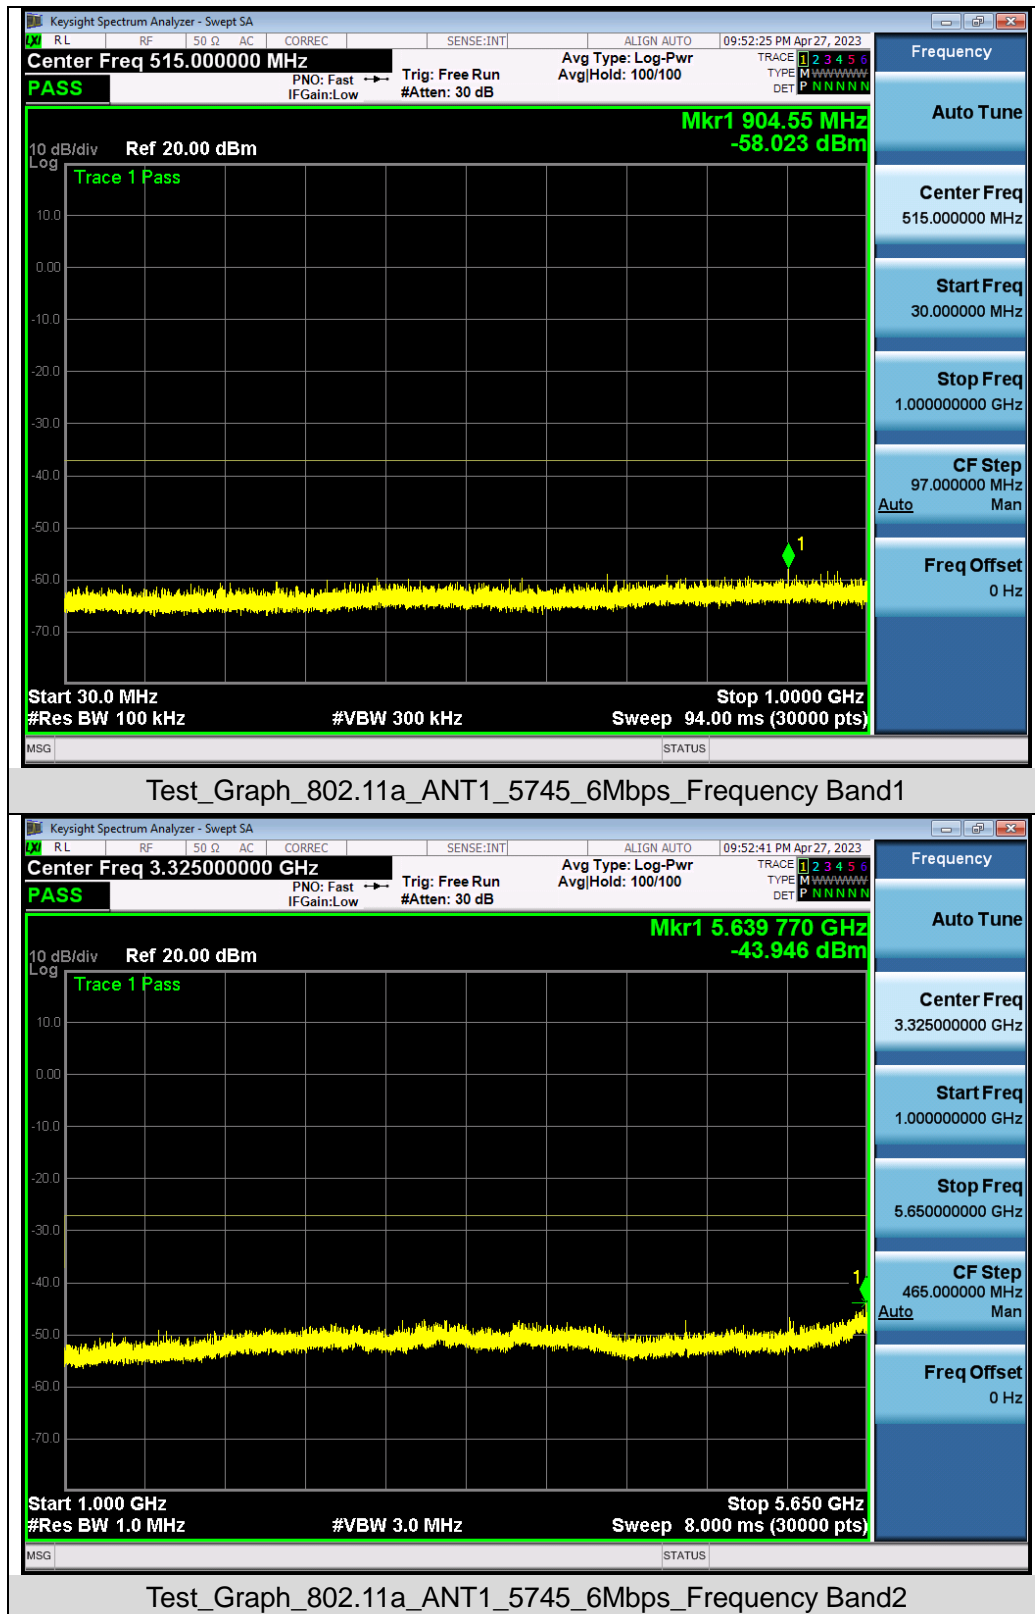 Keysight Spectrum Analyzer - Swept SA
LXI RL RF 50 Ω AC CORREC SENSE:INT ALIGN AUTO 09:52:25 PM Apr 27, 2023
Center Freq 515.000000 MHz
PNO: Fast
IFGain:Low
Trig: Free Run
#Atten: 30 dB
Avg Type: Log-Pwr
Avg|Hold: 100/100
TRACE 1 2 3 4 5 6
TYPE M W W W W W
DET P N N N N N
PASS
Frequency
Mkr1 904.55 MHz
-58.023 dBm
10 dB/div
Log
Ref 20.00 dBm
Trace 1 Pass
10.0
0.00
-10.0
-20.0
-30.0
-40.0
-50.0
-60.0
-70.0
1
Start 30.0 MHz
Stop 1.0000 GHz
#Res BW 100 kHz
#VBW 300 kHz
Sweep 94.00 ms (30000 pts)
Auto Tune
Center Freq
515.000000 MHz
Start Freq
30.000000 MHz
Stop Freq
1.000000000 GHz
CF Step
97.000000 MHz
Auto Man
Freq Offset
0 Hz
MSG
STATUS
Test_Graph_802.11a_ANT1_5745_6Mbps_Frequency Band1
Keysight Spectrum Analyzer - Swept SA
LXI RL RF 50 Ω AC CORREC SENSE:INT ALIGN AUTO 09:52:41 PM Apr 27, 2023
Center Freq 3.325000000 GHz
PNO: Fast
IFGain:Low
Trig: Free Run
#Atten: 30 dB
Avg Type: Log-Pwr
Avg|Hold: 100/100
TRACE 1 2 3 4 5 6
TYPE M W W W W W
DET P N N N N N
PASS
Frequency
Mkr1 5.639 770 GHz
-43.946 dBm
10 dB/div
Log
Ref 20.00 dBm
Trace 1 Pass
10.0
0.00
-10.0
-20.0
-30.0
-40.0
-50.0
-60.0
-70.0
1
Start 1.000 GHz
Stop 5.650 GHz
#Res BW 1.0 MHz
#VBW 3.0 MHz
Sweep 8.000 ms (30000 pts)
Auto Tune
Center Freq
3.325000000 GHz
Start Freq
1.000000000 GHz
Stop Freq
5.650000000 GHz
CF Step
465.000000 MHz
Auto Man
Freq Offset
0 Hz
MSG
STATUS
Test_Graph_802.11a_ANT1_5745_6Mbps_Frequency Band2